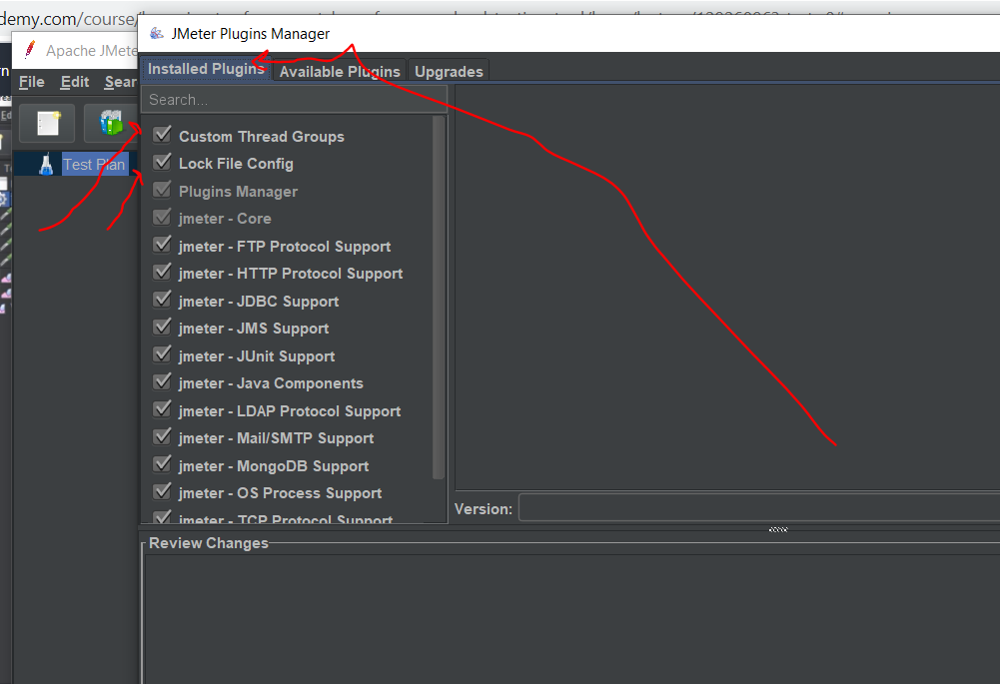 demy.com/course/
JMeter Plugins Manager
Apache JMete
File Edit Sear
Installed Plugins Available Plugins Upgrades
Search...
Test Plan
Custom Thread Groups
Lock File Config
Plugins Manager
jmeter - Core
jmeter - FTP Protocol Support
jmeter - HTTP Protocol Support
jmeter - JDBC Support
jmeter - JMS Support
jmeter - JUnit Support
jmeter - Java Components
jmeter - LDAP Protocol Support
jmeter - Mail/SMTP Support
jmeter - MongoDB Support
jmeter - OS Process Support
jmeter - TCP Protocol Support
Version:
Review Changes